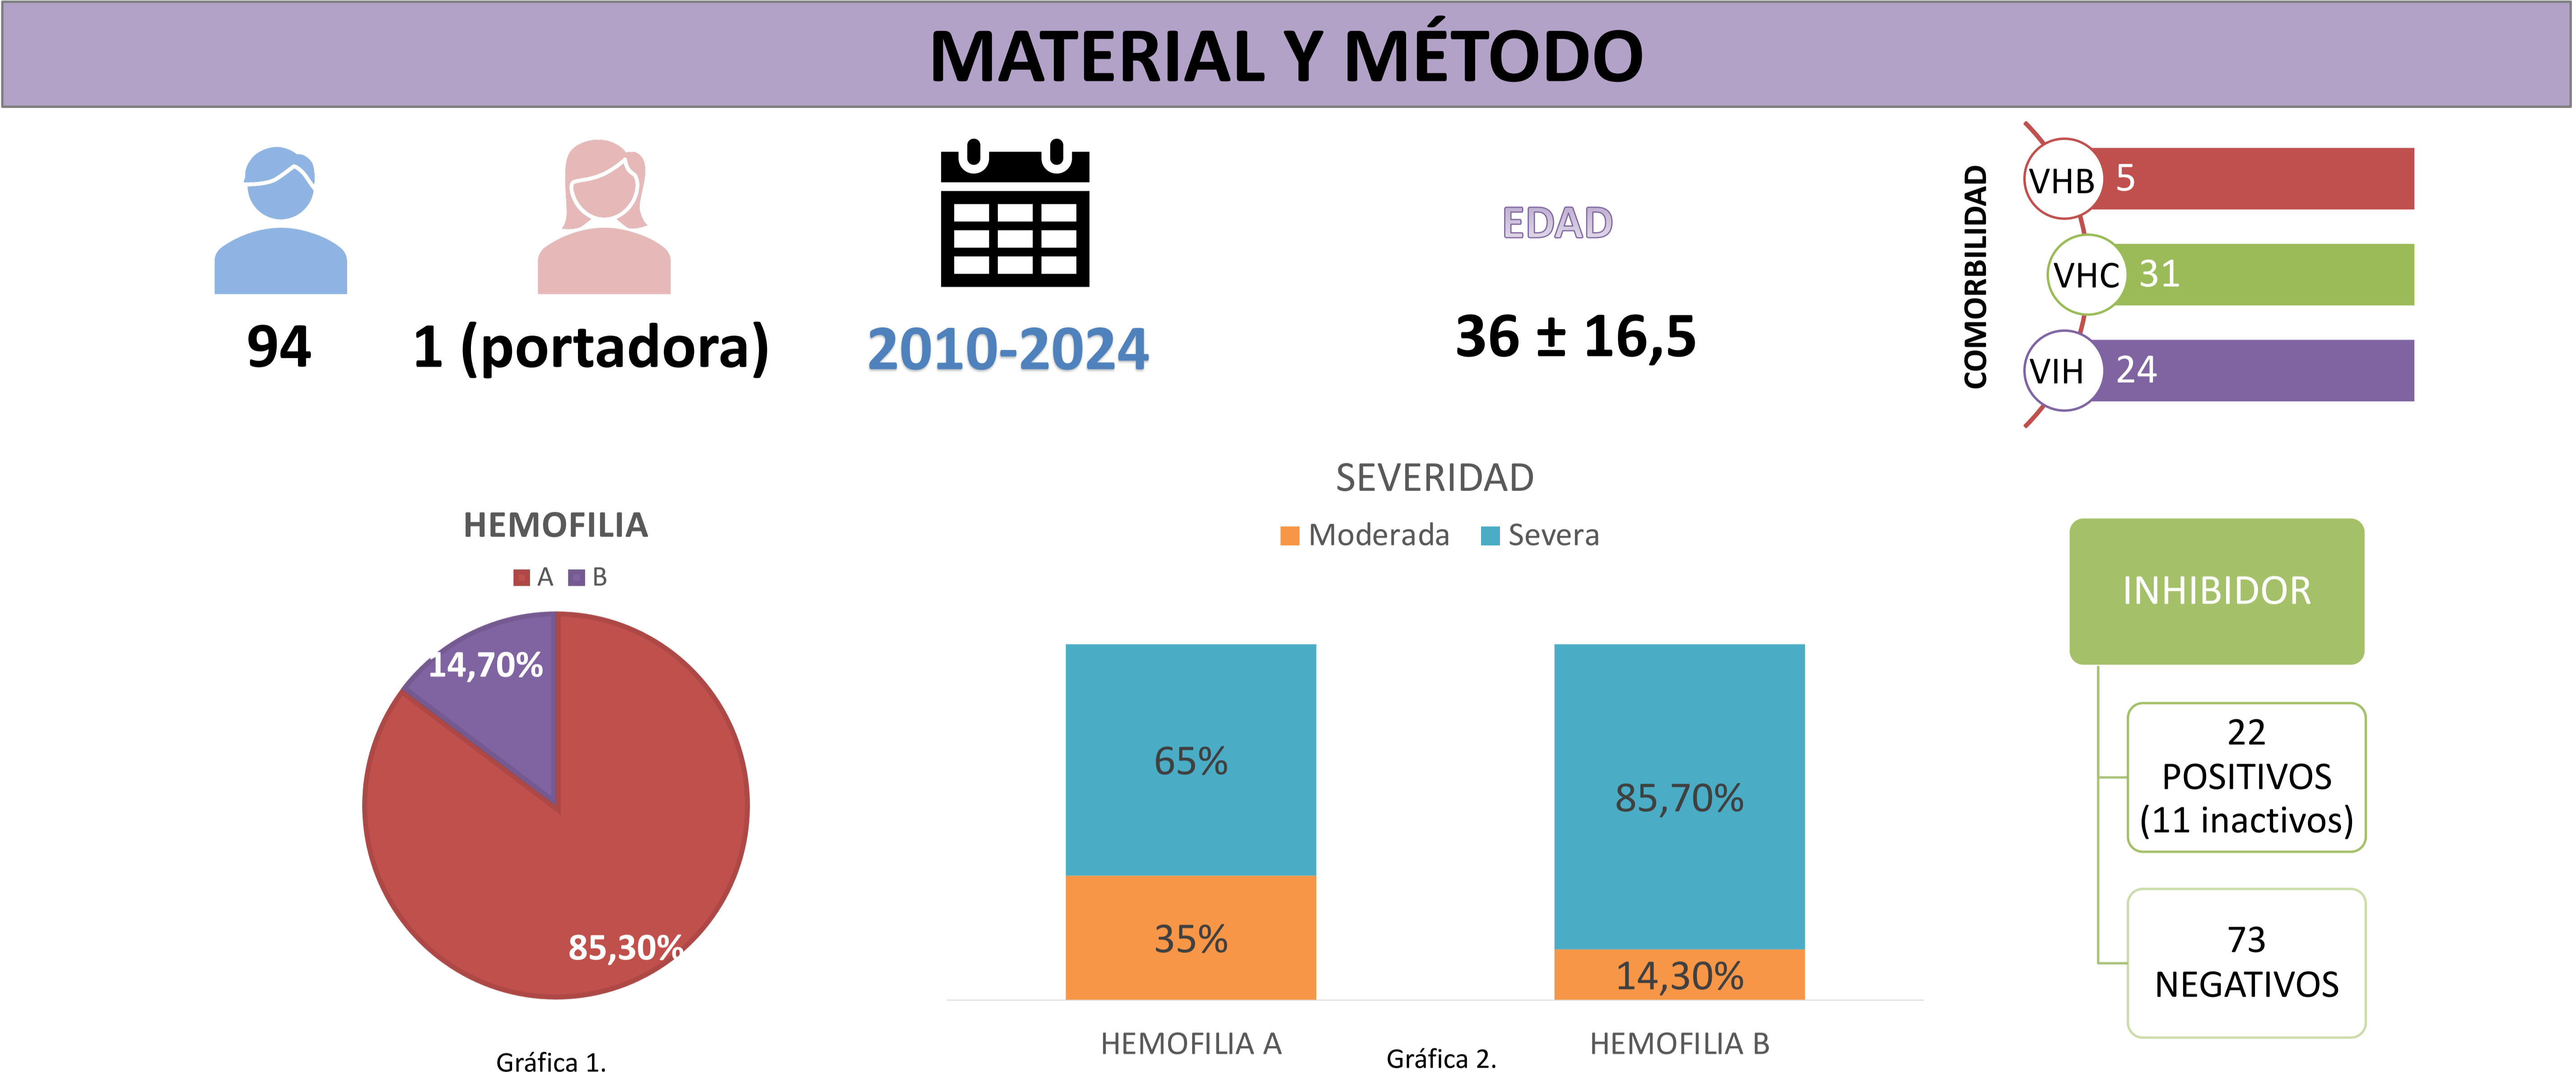 MATERIAL Y MÉTODO
94
1 (portadora)
2010-2024
EDAD
36 ± 16,5
COMORBILIDAD
VHB 5
VHC 31
VIH 24
HEMOFILIA
A B
14,70%
85,30%
Gráfica 1.
SEVERIDAD
Moderada Severa
65%
35%
85,70%
14,30%
HEMOFILIA A
HEMOFILIA B
Gráfica 2.
INHIBIDOR
22
POSITIVOS
(11 inactivos)
73
NEGATIVOS